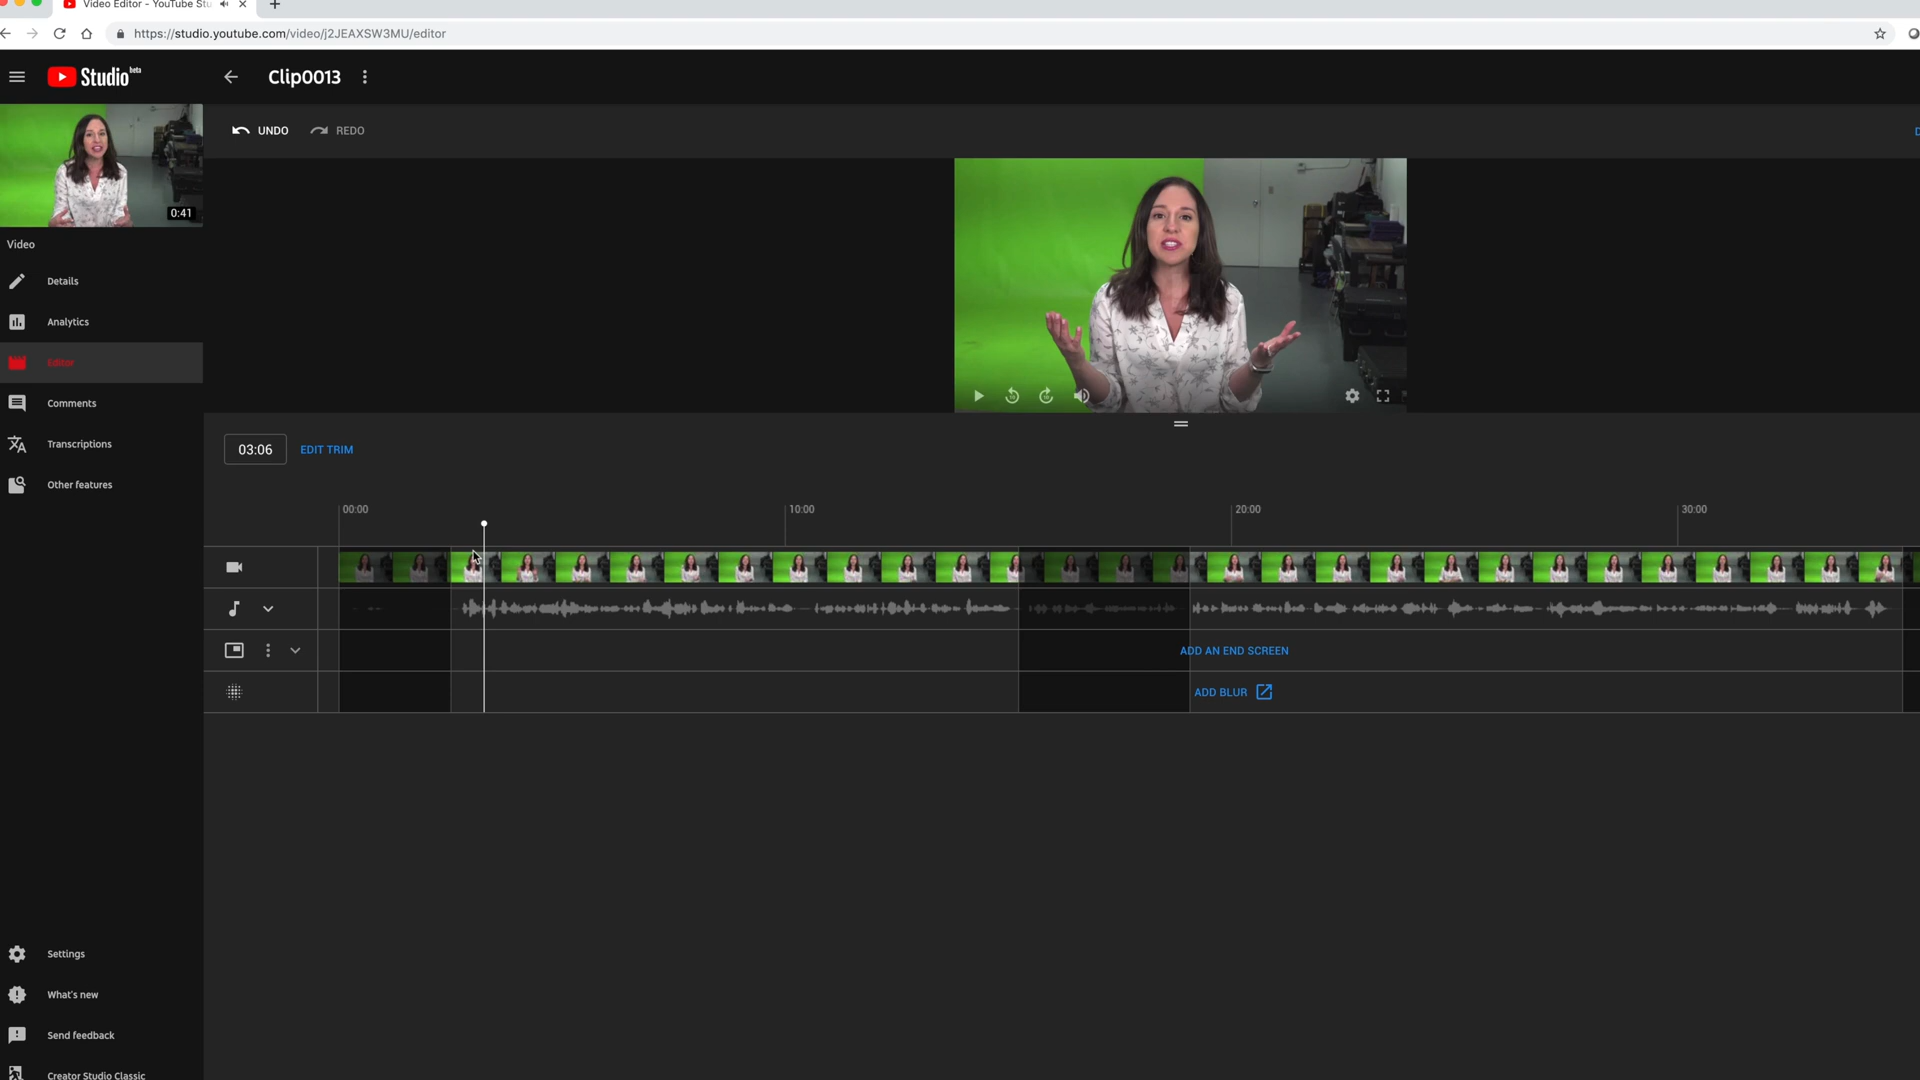 Video Editor - YouTube Stu
https://studio.youtube.com/video/j2JEAXSW3MU/editor
Studio beta
Clip0013
UNDO
REDO
0:41
Video
Details
Analytics
Editor
Comments
Transcriptions
Other features
03:06
EDIT TRIM
00:00
10:00
20:00
30:00
ADD AN END SCREEN
ADD BLUR
Settings
What's new
Send feedback
Creator Studio Classic